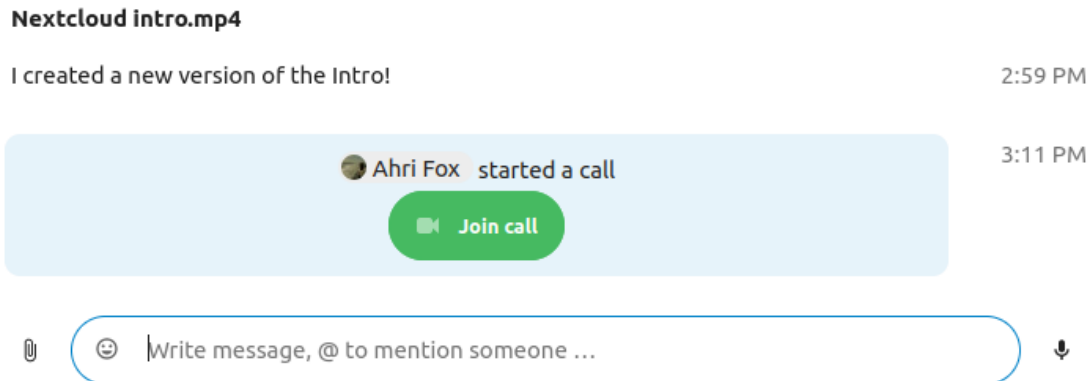 Nextcloud intro.mp4
I created a new version of the Intro! 2:59 PM
Ahri Fox started a call 3:11 PM
Join call
Write message, @ to mention someone …